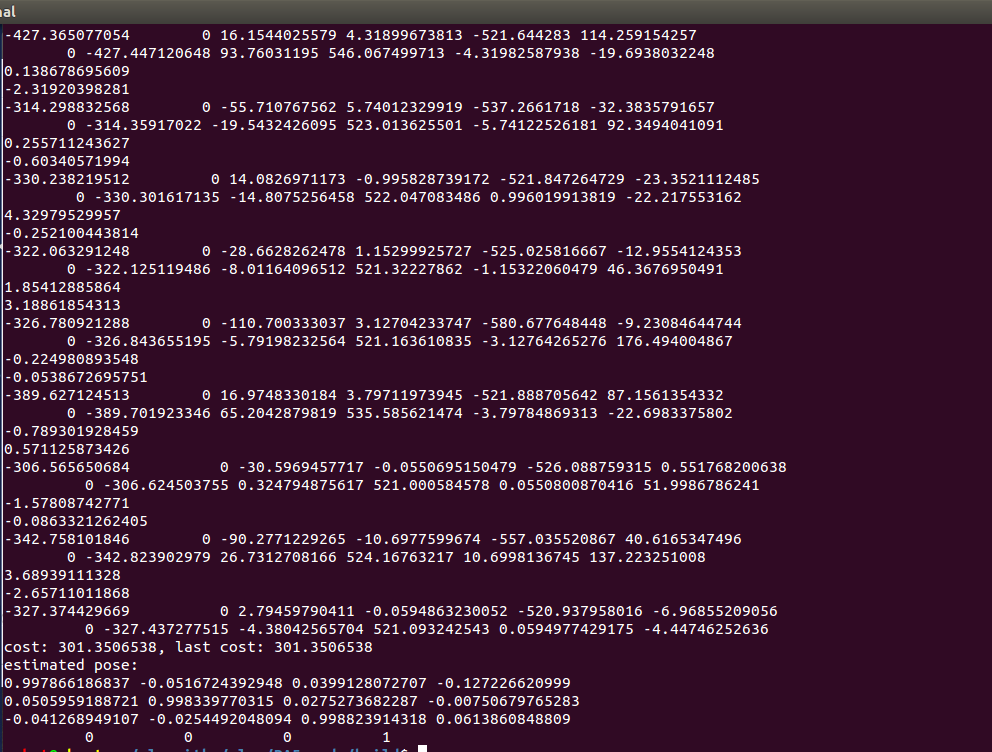 -427.365077054 0 16.1544025579 4.31899673813 -521.644283 114.259154257
0 -427.447120648 93.76031195 546.067499713 -4.31982587938 -19.6938032248
0.138678695609
-2.31920398281
-314.298832568 0 -55.710767562 5.74012329919 -537.2661718 -32.3835791657
0 -314.35917022 -19.5432426095 523.013625501 -5.74122526181 92.3494041091
0.255711243627
-0.60340571994
-330.238219512 0 14.0826971173 -0.995828739172 -521.847264729 -23.3521112485
0 -330.301617135 -14.8075256458 522.047083486 0.996019913819 -22.217553162
4.32979529957
-0.252100443814
-322.063291248 0 -28.6628262478 1.15299925727 -525.025816667 -12.9554124353
0 -322.125119486 -8.01164096512 521.32227862 -1.15322060479 46.3676950491
1.85412885864
3.18861854313
-326.780921288 0 -110.700333037 3.12704233747 -580.677648448 -9.23084644744
0 -326.843655195 -5.79198232564 521.163610835 -3.12764265276 176.494004867
-0.224980893548
-0.0538672695751
-389.627124513 0 16.9748330184 3.79711973945 -521.888705642 87.1561354332
0 -389.701923346 65.2042879819 535.585621474 -3.79784869313 -22.6983375802
-0.789301928459
0.571125873426
-306.565650684 0 -30.5969457717 -0.0550695150479 -526.088759315 0.551768200638
0 -306.624503755 0.324794875617 521.000584578 0.0550800870416 51.9986786241
-1.57808742771
-0.0863321262405
-342.758101846 0 -90.2771229265 -10.6977599674 -557.035520867 40.6165347496
0 -342.823902979 26.7312708166 524.16763217 10.6998136745 137.223251008
3.68939111328
-2.65711011868
-327.374429669 0 2.79459790411 -0.0594863230052 -520.937958016 -6.96855209056
0 -327.437277515 -4.38042565704 521.093242543 0.0594977429175 -4.44746252636
cost: 301.3506538, last cost: 301.3506538
estimated pose:
0.997866186837 -0.0516724392948 0.0399128072707 -0.127226620999
0.0505959188721 0.998339770315 0.0275273682287 -0.00750679765283
-0.041268949107 -0.0254492048094 0.998823914318 0.0613860848809
0 0 0 1